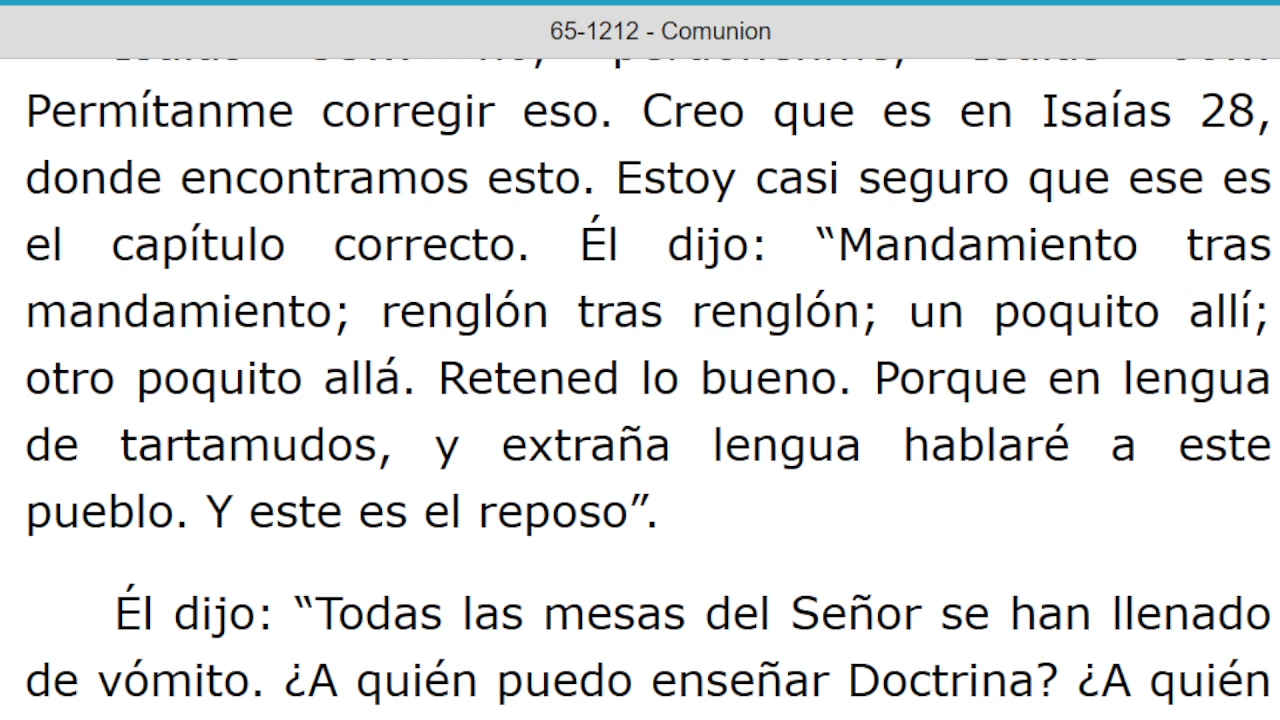 65-1212 - Comunion
Permítanme corregir eso. Creo que es en Isaías 28,
donde encontramos esto. Estoy casi seguro que ese es
el capítulo correcto. Él dijo: “Mandamiento tras
mandamiento; renglón tras renglón; un poquito allí;
otro poquito allá. Retened lo bueno. Porque en lengua
de tartamudos, y extraña lengua hablaré a este
pueblo. Y este es el reposo”.
Él dijo: “Todas las mesas del Señor se han llenado
de vómito. ¿A quién puedo enseñar Doctrina? ¿A quién